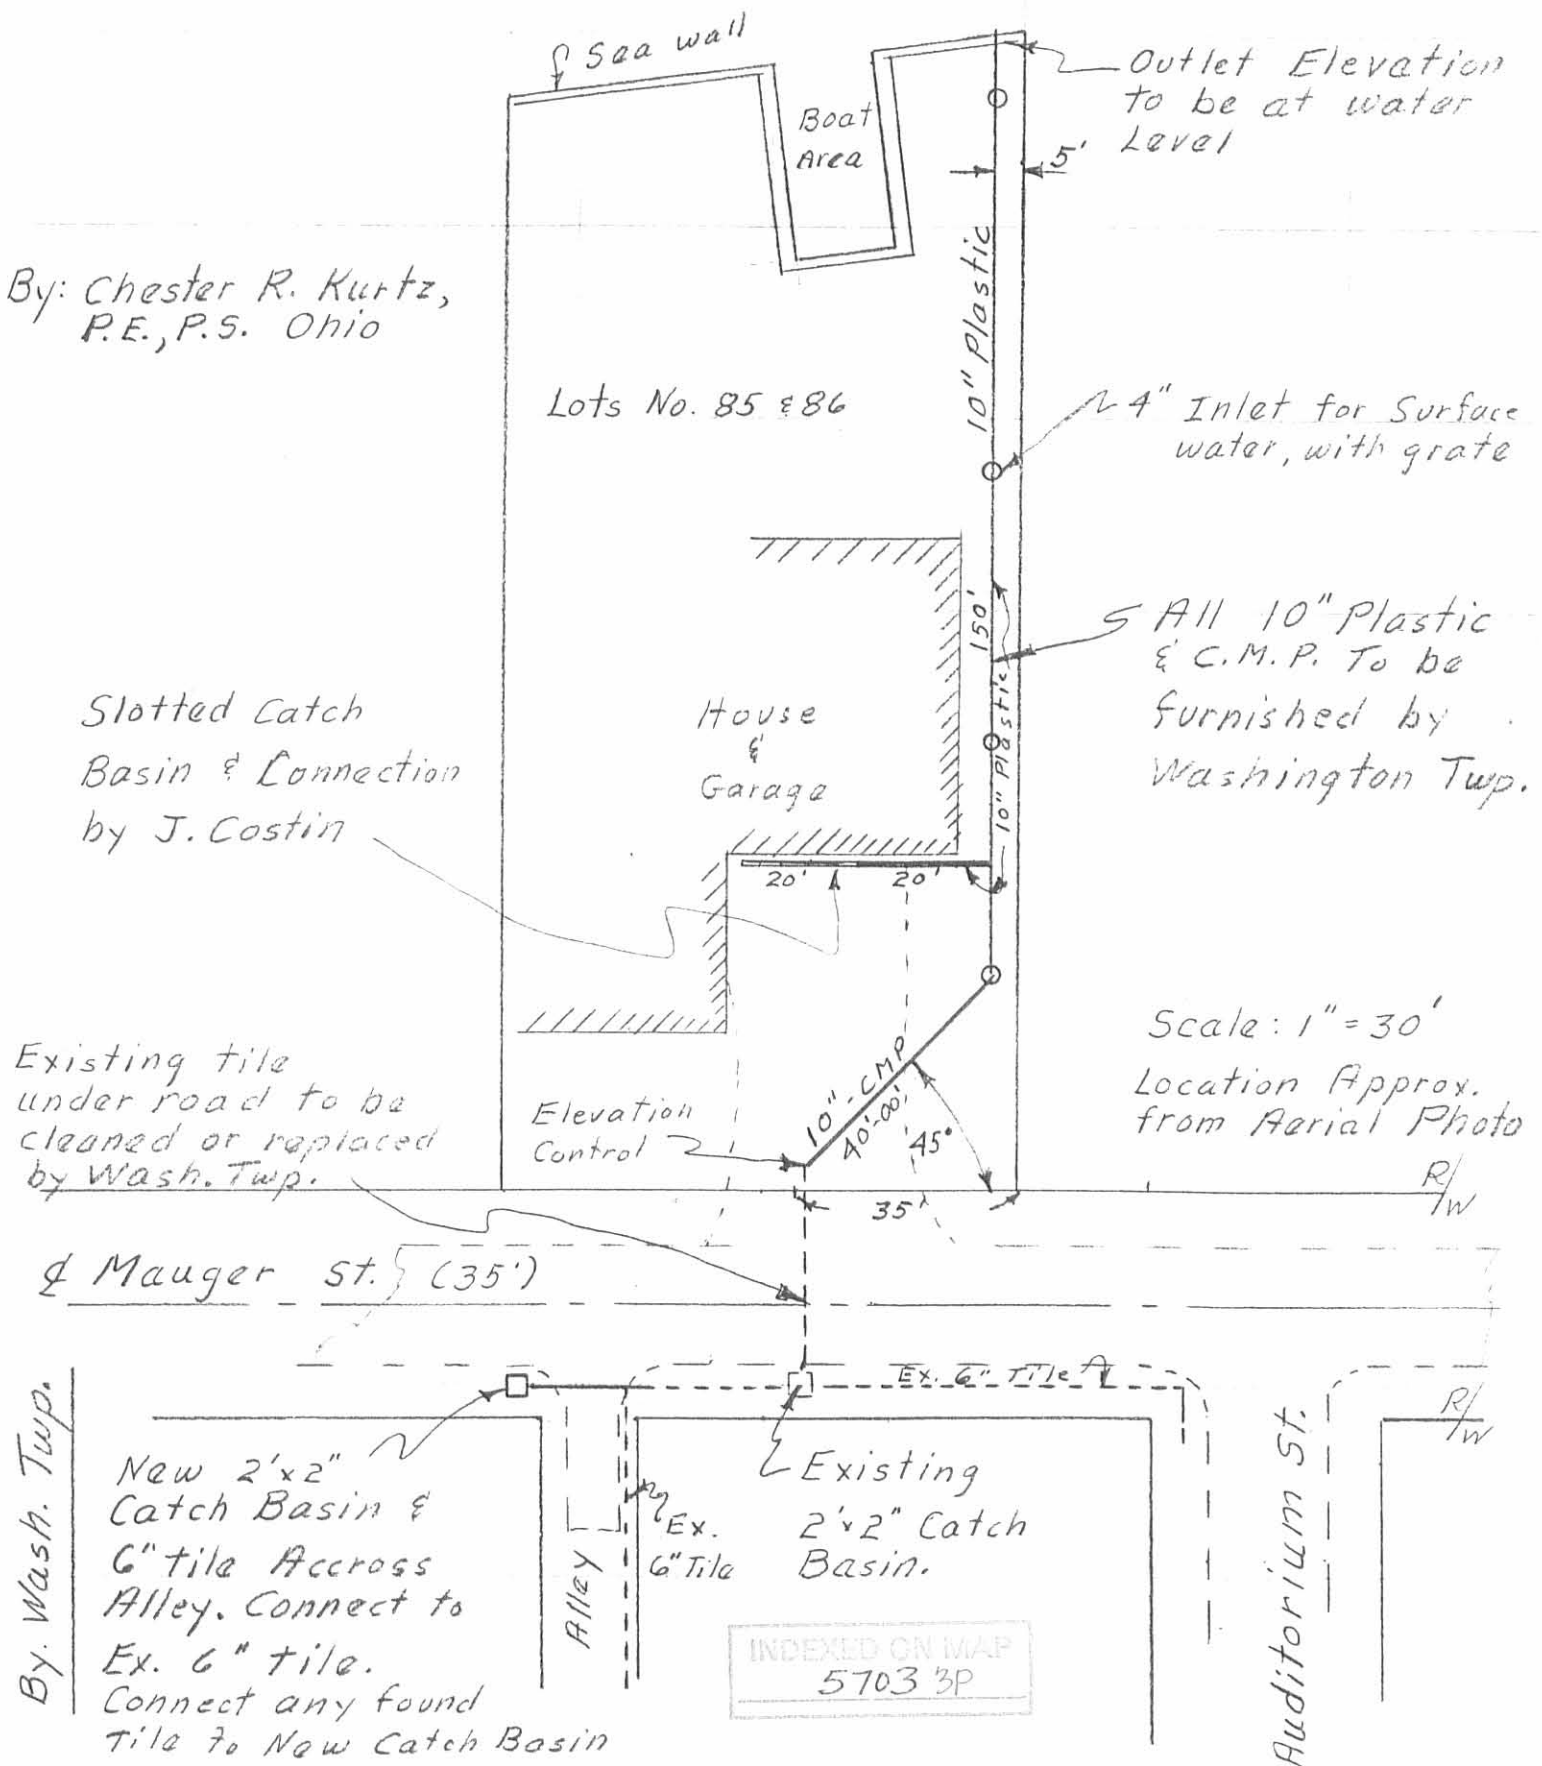 Sea wall
Outlet Elevation
to be at water
Level
Boat
Area
5'
10" Plastic
By: Chester R. Kurtz,
P.E., P.S. Ohio
Lots No. 85 & 86
4" Inlet for Surface
water, with grate
150'
All 10" Plastic
& C.M.P. To be
furnished by
Washington Twp.
10" Plastic
Slotted Catch
Basin & Connection
by J. Costin
House
&
Garage
20' 20'
Scale: 1" = 30'
Location Approx.
from Aerial Photo
Existing tile
under road to be
cleaned or replaced
by Wash. Twp.
Elevation
Control
10"-CMP
40'-00'
45°
35'
R/W
₵ Mauger St. (35')
Ex. 6" Tile
R/W
By. Wash. Twp.
New 2'x2"
Catch Basin &
6" tile Accross
Alley. Connect to
Ex. 6" tile.
Connect any found
Tile To New Catch Basin
Alley
Ex.
6" Tile
Existing
2'x2" Catch
Basin.
Auditorium St.
INDEXED ON MAP
5703 3P